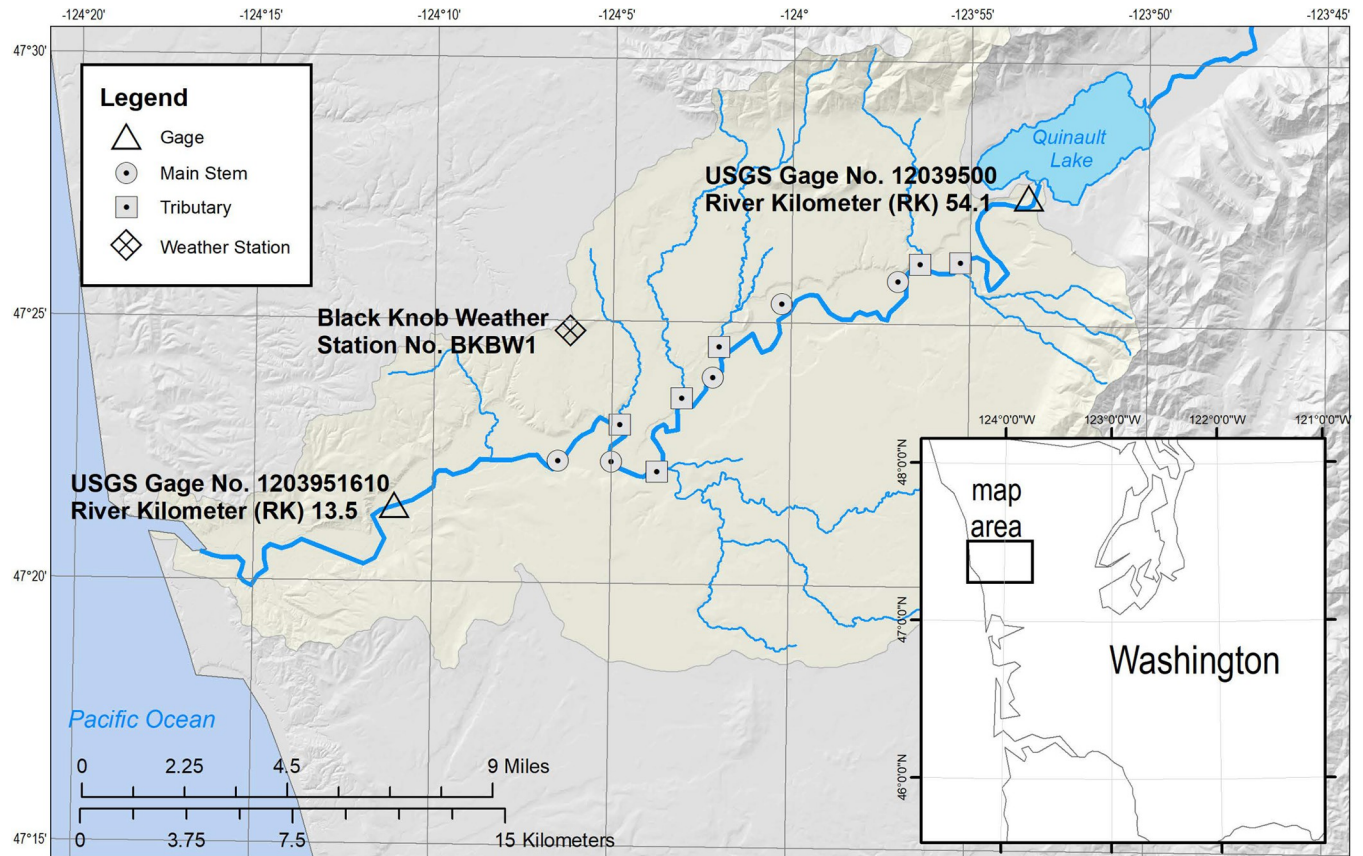 -124°20'
-124°15'
-124°10'
-124°5'
-124°
-123°55'
-123°50'
-123°45'
47°30'
47°25'
47°20'
47°15'
Legend
Gage
Main Stem
Tributary
Weather Station
Quinault
Lake
USGS Gage No. 12039500
River Kilometer (RK) 54.1
Black Knob Weather
Station No. BKBW1
USGS Gage No. 1203951610
River Kilometer (RK) 13.5
Pacific Ocean
0 2.25 4.5 9 Miles
0 3.75 7.5 15 Kilometers
124°0'0"W
123°0'0"W
122°0'0"W
121°0'0"W
48°0'0"N
47°0'0"N
46°0'0"N
map
area
Washington